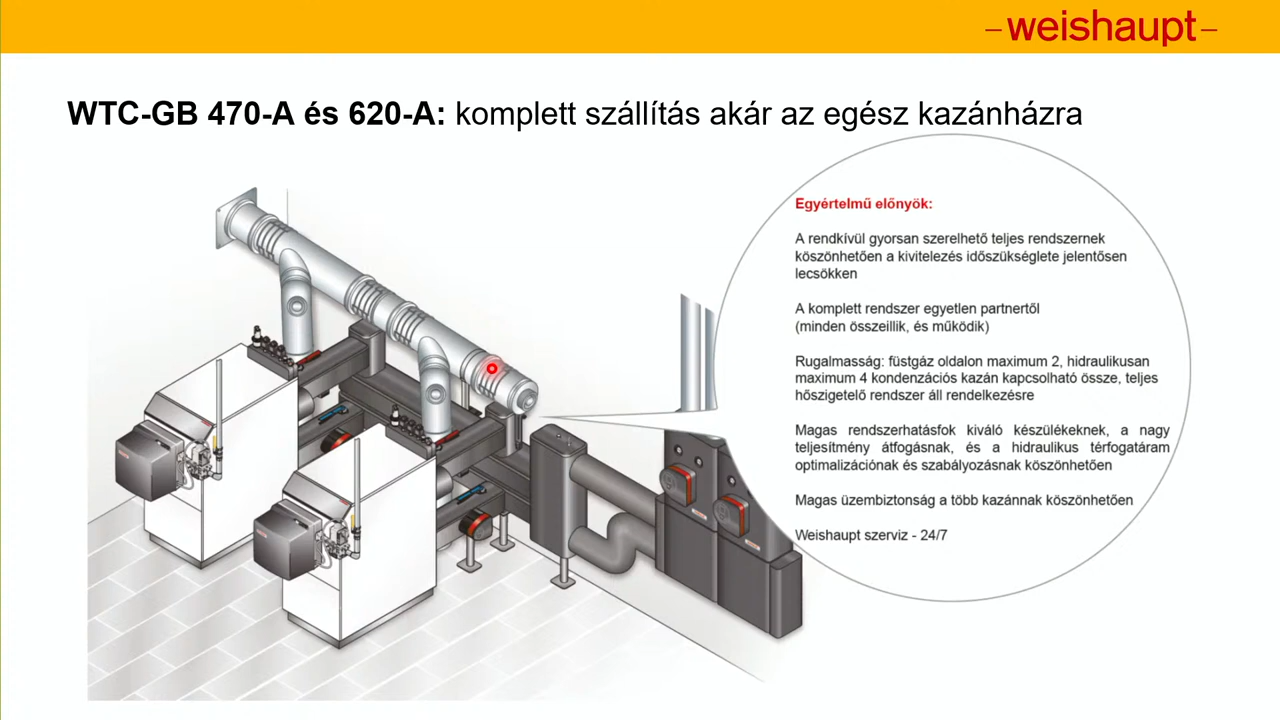 weishaupt
WTC-GB 470-A és 620-A: komplett szállítás akár az egész kazánházra
Egyértelmű előnyök:
A rendkívül gyorsan szerelhető teljes rendszernek
köszönhetően a kivitelezés időszükséglete jelentősen
lecsökken
A komplett rendszer egyetlen partnertől
(minden összeillik, és működik)
Rugalmasság: füstgáz oldalon maximum 2, hidraulikusan
maximum 4 kondenzációs kazán kapcsolható össze, teljes
hőszigetelő rendszer áll rendelkezésre
Magas rendszerhatásfok kiváló készülékeknek, a nagy
teljesítmény átfogásnak, és a hidraulikus térfogatáram
optimalizációnak és szabályozásnak köszönhetően
Magas üzembiztonság a több kazánnak köszönhetően
Weishaupt szerviz - 24/7